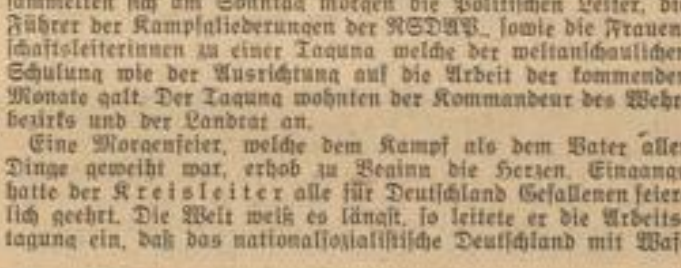 sammelten sich am Sonntag morgen die Politischen Leiter, die
Führer der Kampfgliederungen der NSDAP., sowie die Frauen
schaftsleiterinnen zu einer Tagung welche der weltanschaulichen
Schulung wie der Ausrichtung auf die Arbeit der kommenden
Monate galt. Der Tagung wohnten der Kommandeur des Wehr
bezirks und der Landrat an.
Eine Morgenfeier, welche dem Kampf als dem Vater aller
Dinge geweiht war, erhob zu Beginn die Herzen. Eingangs
hatte der Kreisleiter alle für Deutschland Gefallenen feier
lich geehrt. Die Welt weiß es längst, so leitete er die Arbeits
tagung ein, daß das nationalsozialistische Deutschland mit Waf